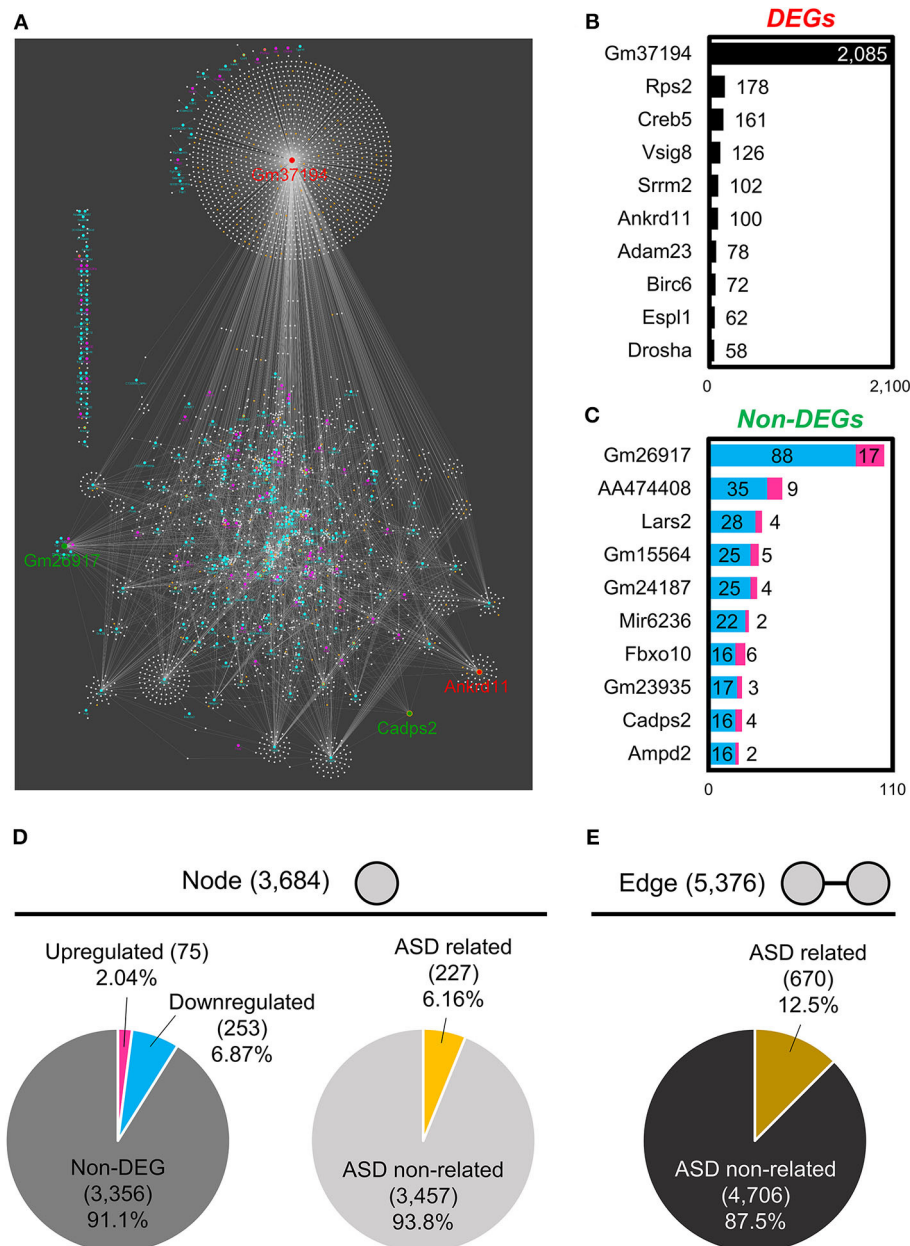 A
Gm37194
Gm26917
Ankrd11
Cadps2
B
DEGs
Gm37194 2,085
Rps2 178
Creb5 161
Vsig8 126
Srrm2 102
Ankrd11 100
Adam23 78
Birc6 72
Espl1 62
Drosha 58
0 2,100
C
Non-DEGs
Gm26917 88 17
AA474408 35 9
Lars2 28 4
Gm15564 25 5
Gm24187 25 4
Mir6236 22 2
Fbxo10 16 6
Gm23935 17 3
Cadps2 16 4
Ampd2 16 2
0 110
D
Node (3,684)
Upregulated (75)
2.04%
Downregulated
(253)
6.87%
Non-DEG
(3,356)
91.1%
ASD related
(227)
6.16%
ASD non-related
(3,457)
93.8%
E
Edge (5,376)
ASD related
(670)
12.5%
ASD non-related
(4,706)
87.5%